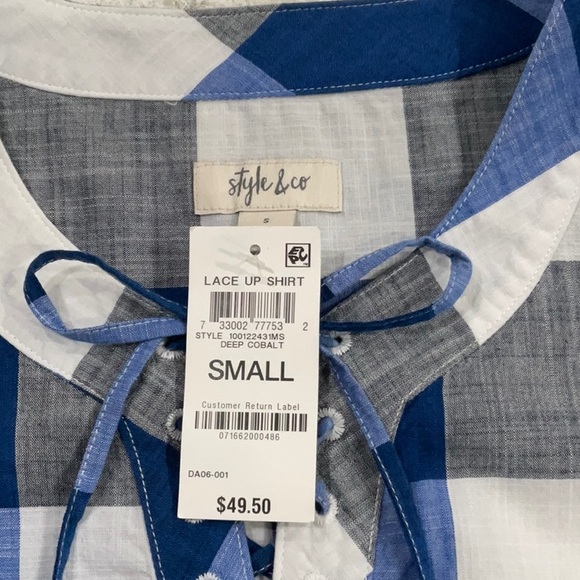 style & co
S
LACE UP SHIRT
7 33002 77753 2
STYLE 100122431MS
DEEP COBALT
SMALL
Customer Return Label
071662000486
DA06-001
$49.50